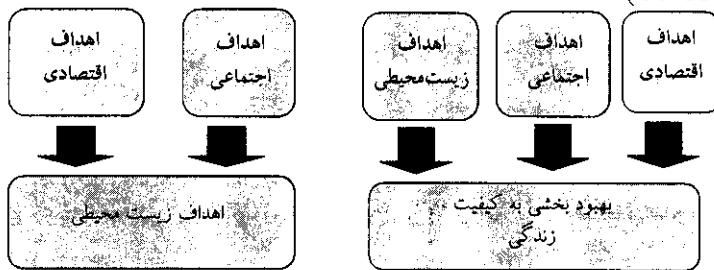 اهداف
اقتصادی
اهداف
اجتماعی
اهداف
زیست‌محیطی
بهبود بخشی به کیفیت
زندگی
اهداف
اجتماعی
اهداف
اقتصادی
اهداف زیست محیطی